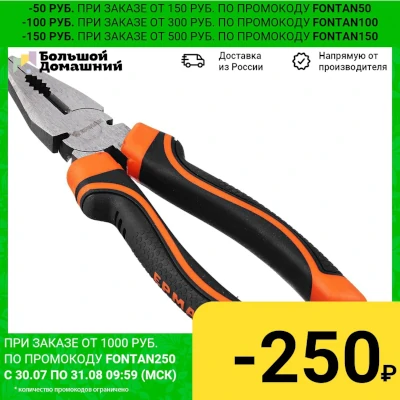 -50 РУБ. ПРИ ЗАКАЗЕ ОТ 150 РУБ. ПО ПРОМОКОДУ FONTAN50
-100 РУБ. ПРИ ЗАКАЗЕ ОТ 300 РУБ. ПО ПРОМОКОДУ FONTAN100
-150 РУБ. ПРИ ЗАКАЗЕ ОТ 500 РУБ. ПО ПРОМОКОДУ FONTAN150
Большой
Домашний
Доставка
из России
Напрямую от
производителя
ПРИ ЗАКАЗЕ ОТ 1000 РУБ.
ПО ПРОМОКОДУ FONTAN250
С 30.07 ПО 31.08 09:59 (МСК)
* количество промокодов ограничено
-250₽